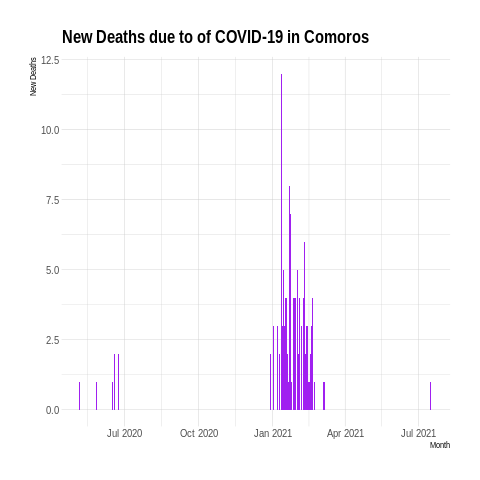 New Deaths due to of COVID-19 in Comoros
New Deaths
12.5
10.0
7.5
5.0
2.5
0.0
Jul 2020 Oct 2020 Jan 2021 Apr 2021 Jul 2021
Month